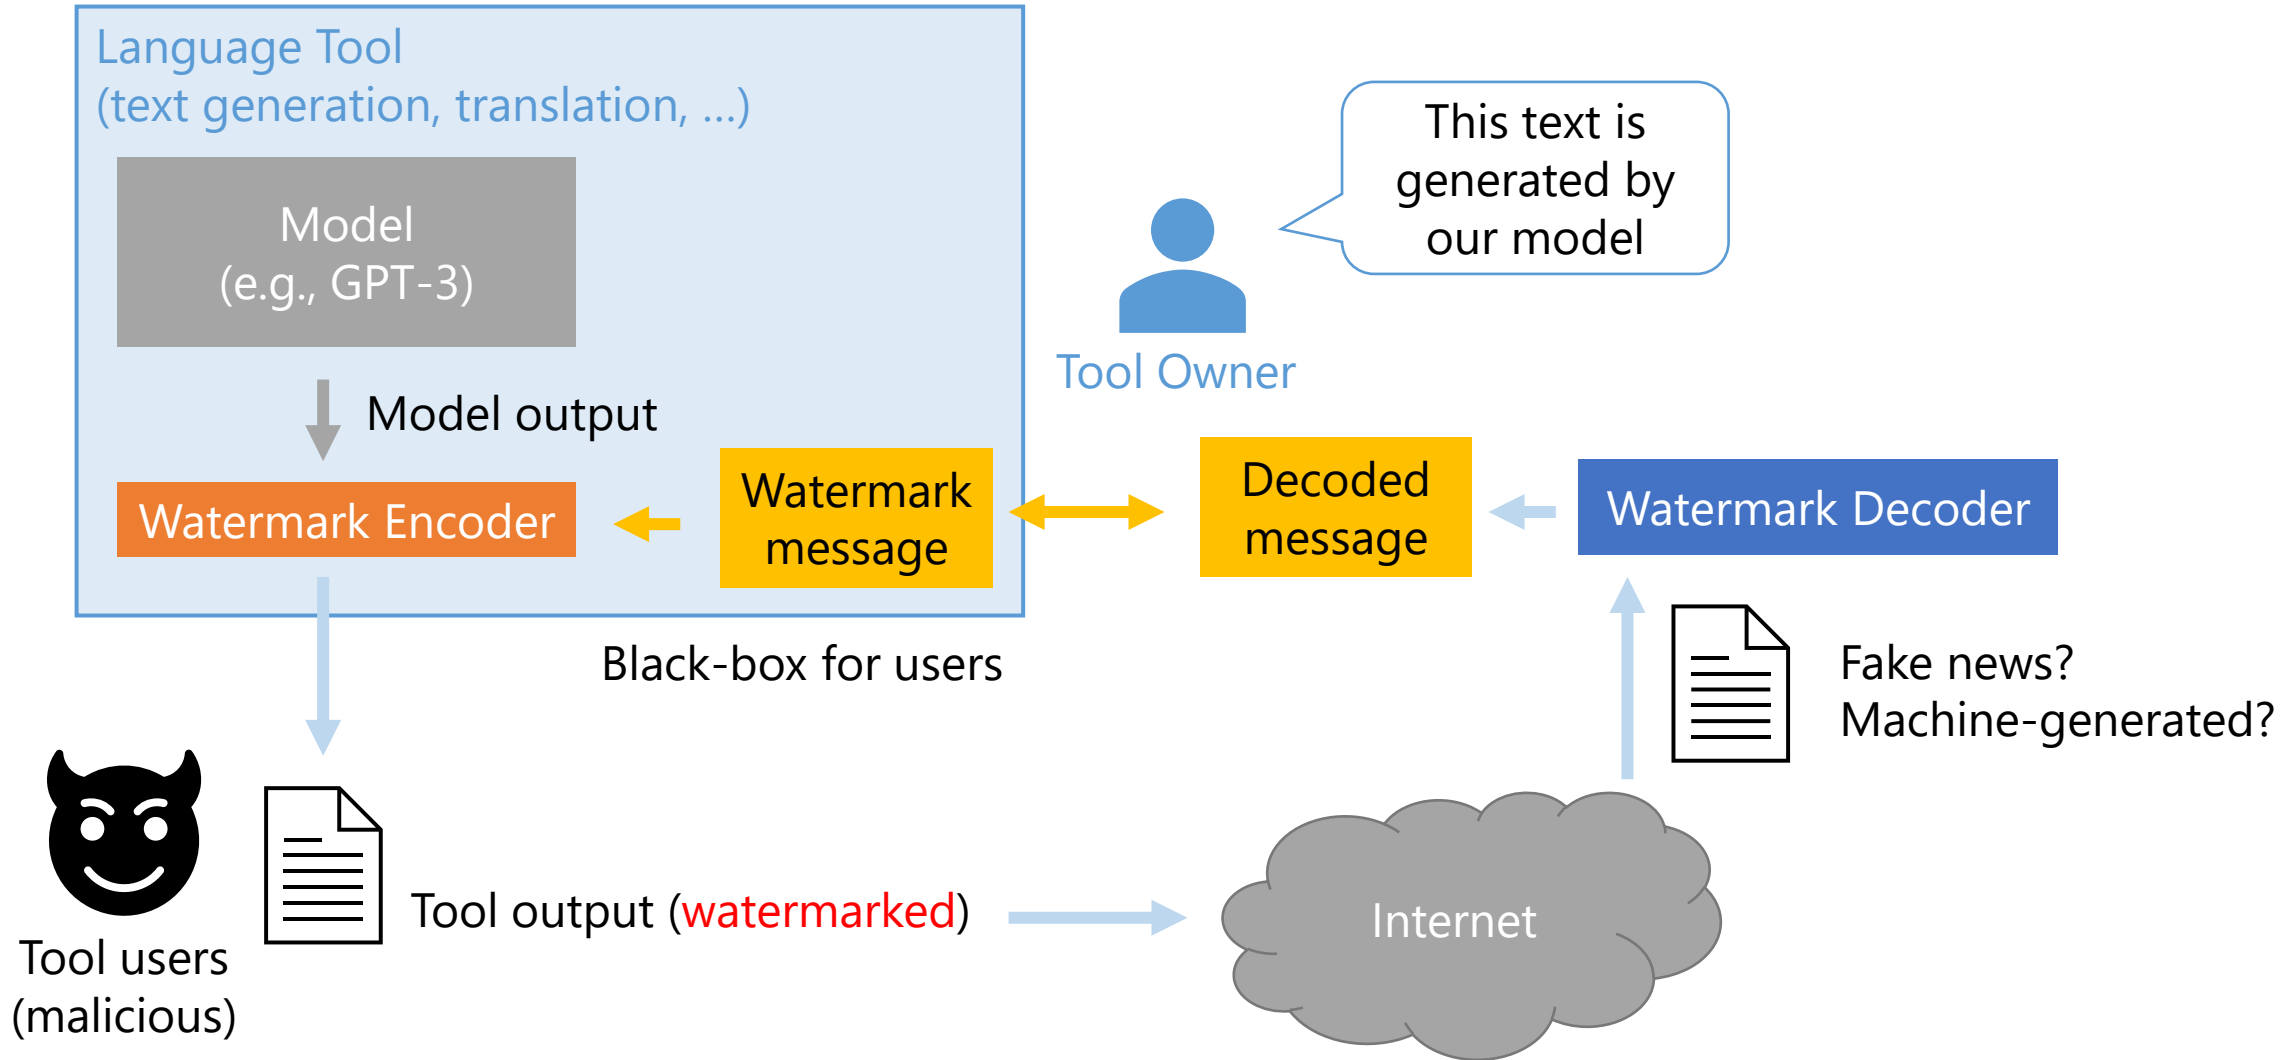 Language Tool
(text generation, translation, ...)
Model
(e.g., GPT-3)
Model output
Watermark Encoder
Watermark
message
Black-box for users
This text is
generated by
our model
Tool Owner
Decoded
message
Watermark Decoder
Fake news?
Machine-generated?
Tool users
(malicious)
Tool output (watermarked)
Internet